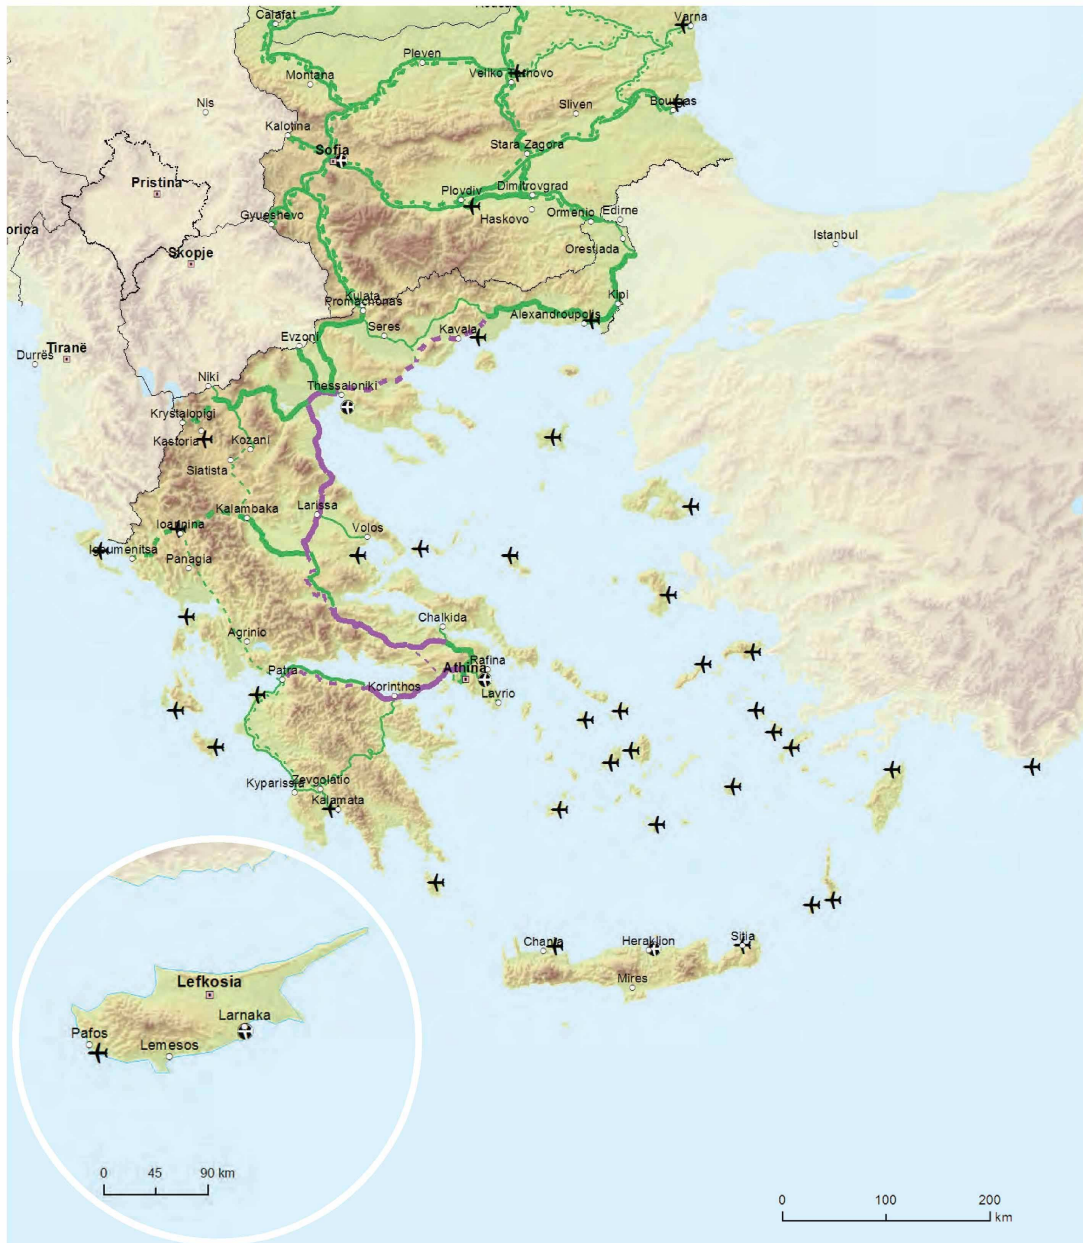 Calafat
Varna
Pleven
Montana
Veliko Tarnovo
Nis
Bourgas
Sliven
Kalotina
Sofia
Stara Zagora
Pristina
Plovdiv
Dimitrovgrad
Haskovo
Ormenio
Edirne
Gyueshevo
orica
Istanbul
Orestjada
Skopje
Kulata
Promachonas
Kipi
Alexandroupolis
Seres
Kavala
Evzoni
Tiranë
Durrës
Niki
Thessaloniki
Krystalopigi
Kastoria
Kozani
Siatista
Kalambaka
Larissa
Ioannina
Volos
Igoumenitsa
Panagia
Chalkida
Agrinio
Rafina
Athina
Patra
Korinthos
Lavrio
Zevgolatio
Kyparissia
Kalamata
Chania
Heraklion
Sitia
Mires
Lefkosia
Larnaka
Pafos
Lemesos
0 45 90 km
0 100 200
km